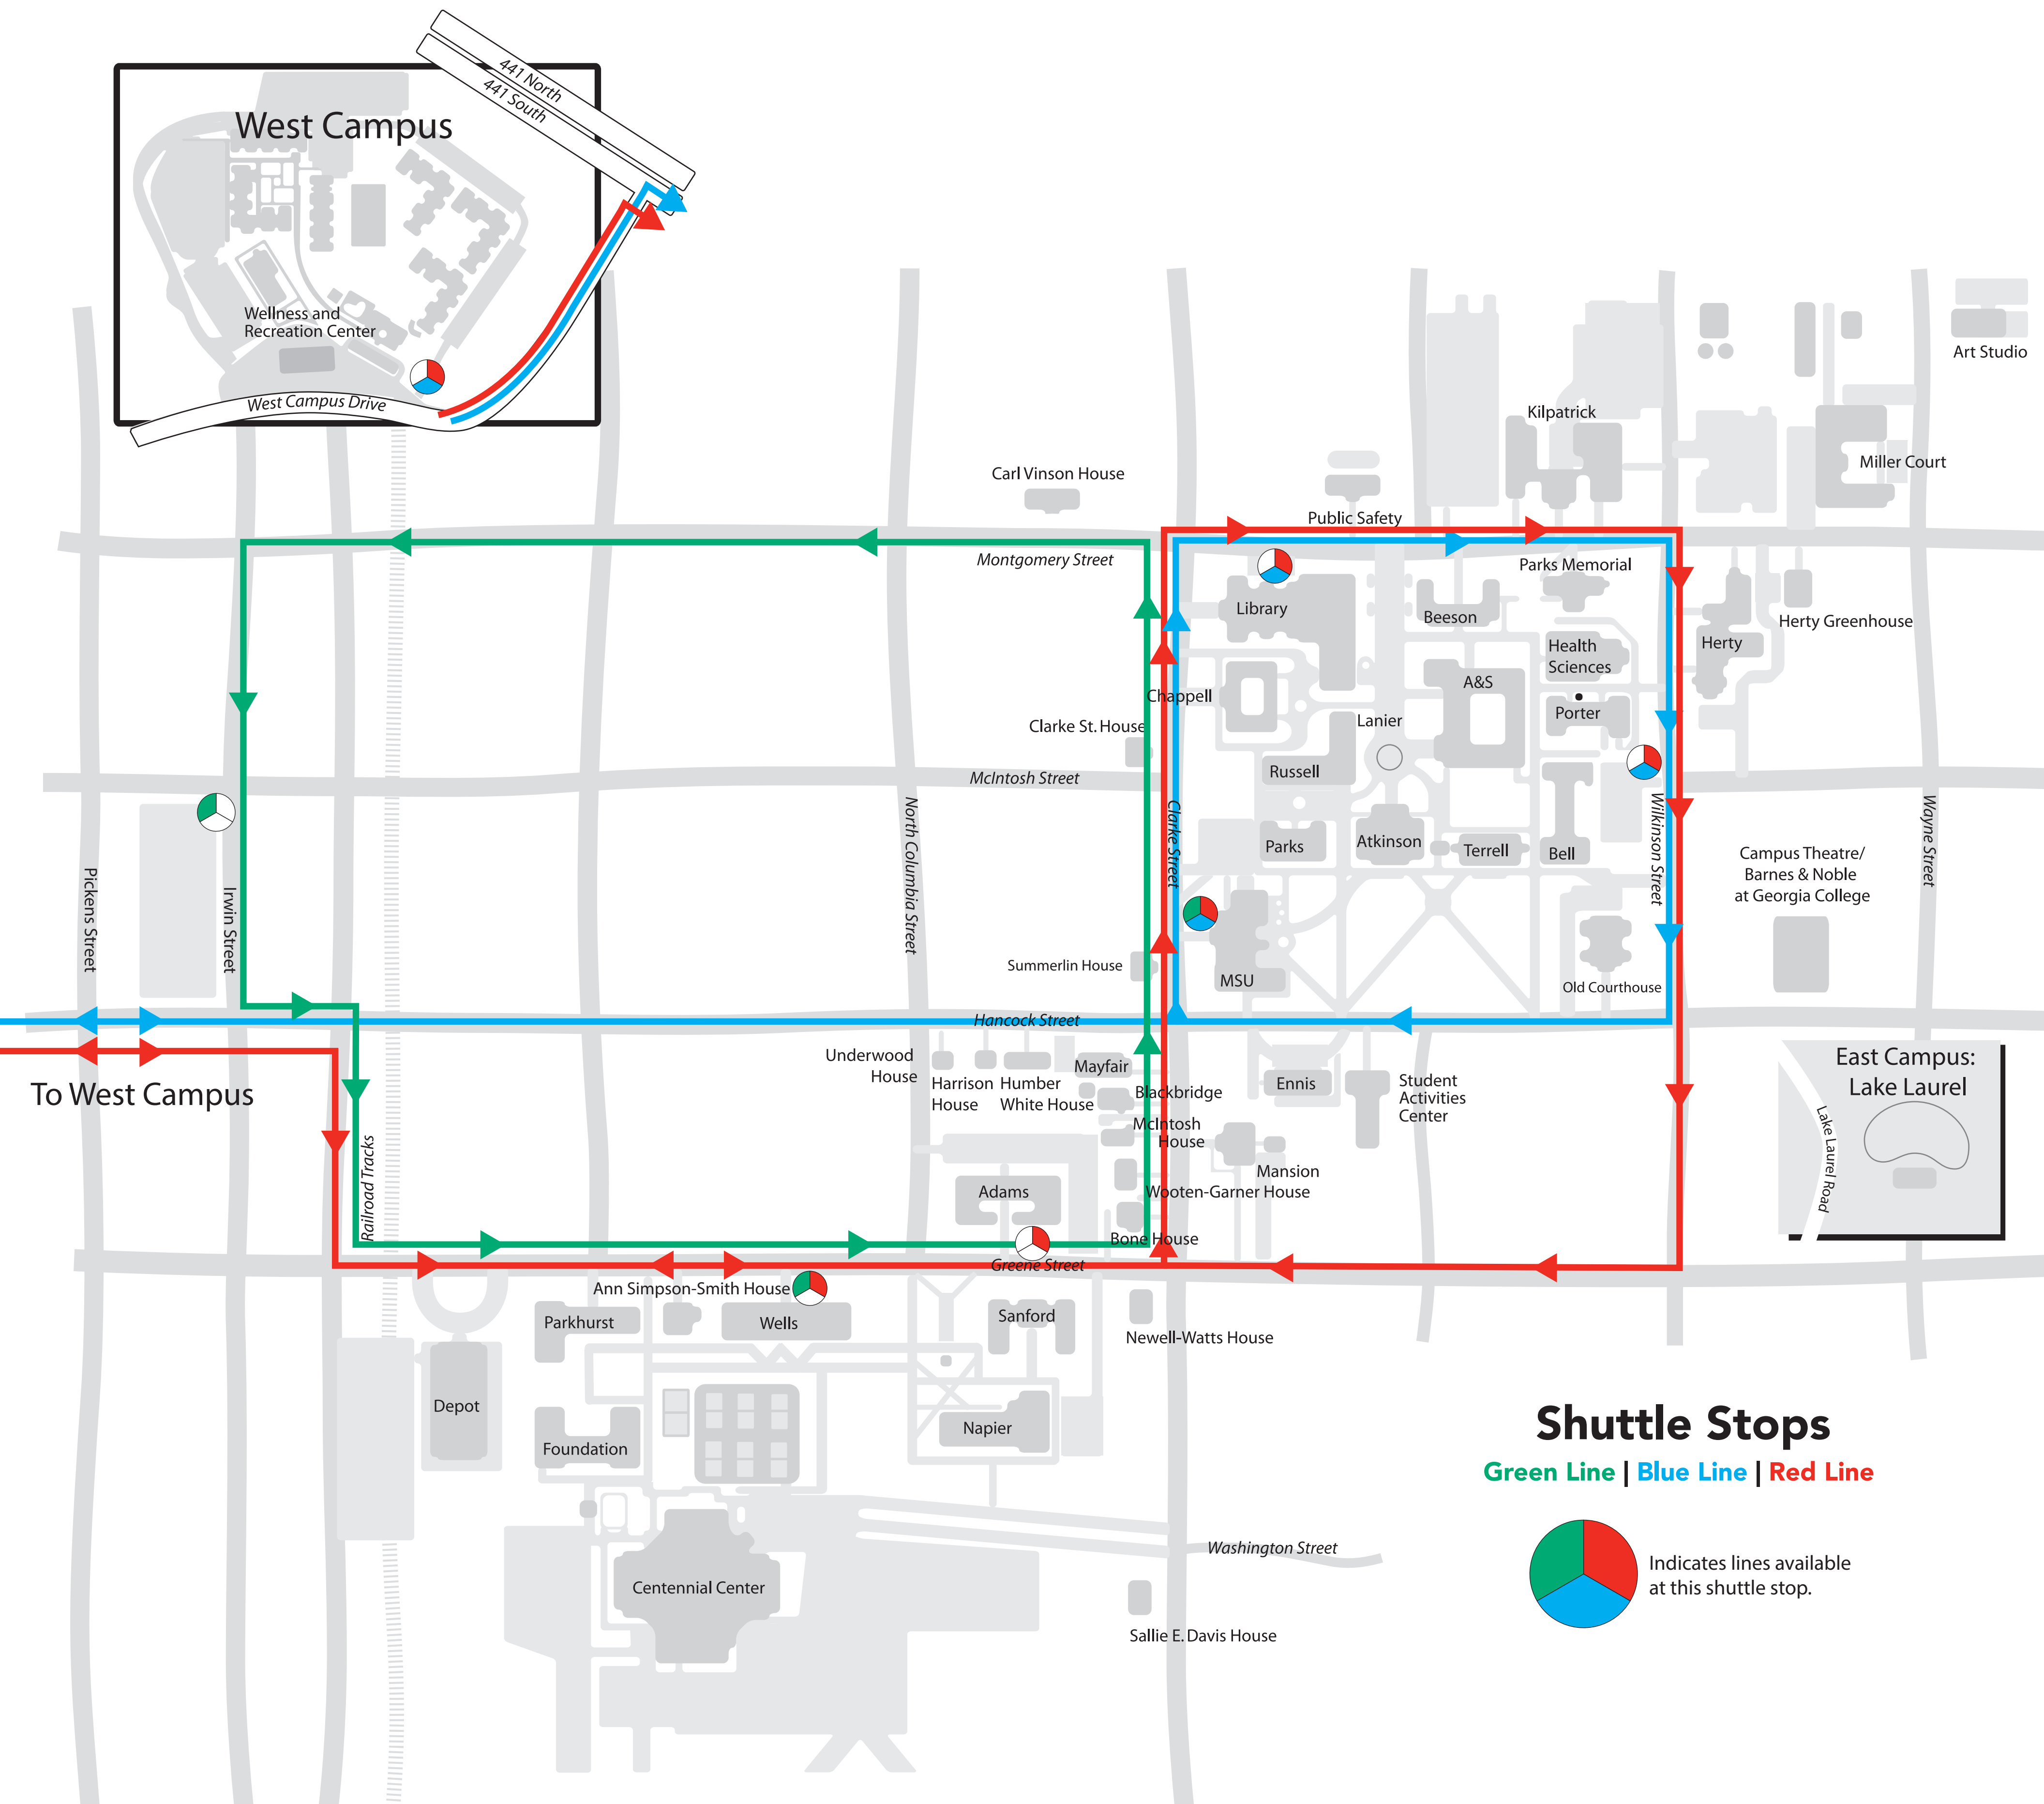 441 North
441 South
West Campus
Wellness and
Recreation Center
West Campus Drive
Art Studio
Kilpatrick
Miller Court
Carl Vinson House
Public Safety
Montgomery Street
Parks Memorial
Library
Beeson
Herty Greenhouse
Health
Sciences
Herty
A&S
Chappell
Porter
Lanier
Clarke St. House
Russell
McIntosh Street
North Columbia Street
Clarke Street
Wilkinson Street
Wayne Street
Parks
Atkinson
Terrell
Bell
Campus Theatre/
Barnes & Noble
at Georgia College
Pickens Street
Irwin Street
Summerlin House
MSU
Old Courthouse
Hancock Street
Underwood
House
Harrison
House
Humber
White House
Mayfair
Blackbridge
McIntosh
House
Ennis
Student
Activities
Center
East Campus:
Lake Laurel
Lake Laurel Road
To West Campus
Railroad Tracks
Mansion
Adams
Wooten-Garner House
Bone House
Greene Street
Ann Simpson-Smith House
Parkhurst
Wells
Sanford
Newell-Watts House
Depot
Foundation
Napier
Shuttle Stops
Green Line | Blue Line | Red Line
Washington Street
Indicates lines available
at this shuttle stop.
Centennial Center
Sallie E. Davis House